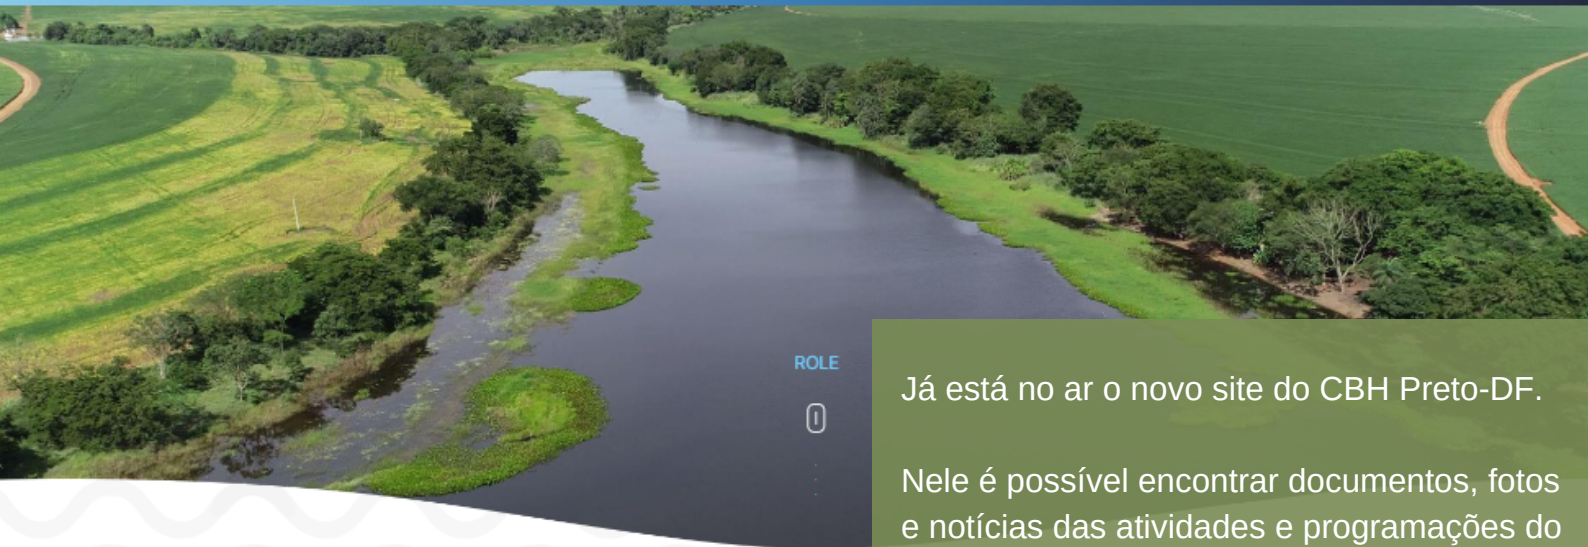 ROLE
Já está no ar o novo site do CBH Preto-DF.
Nele é possível encontrar documentos, fotos
e notícias das atividades e programações do